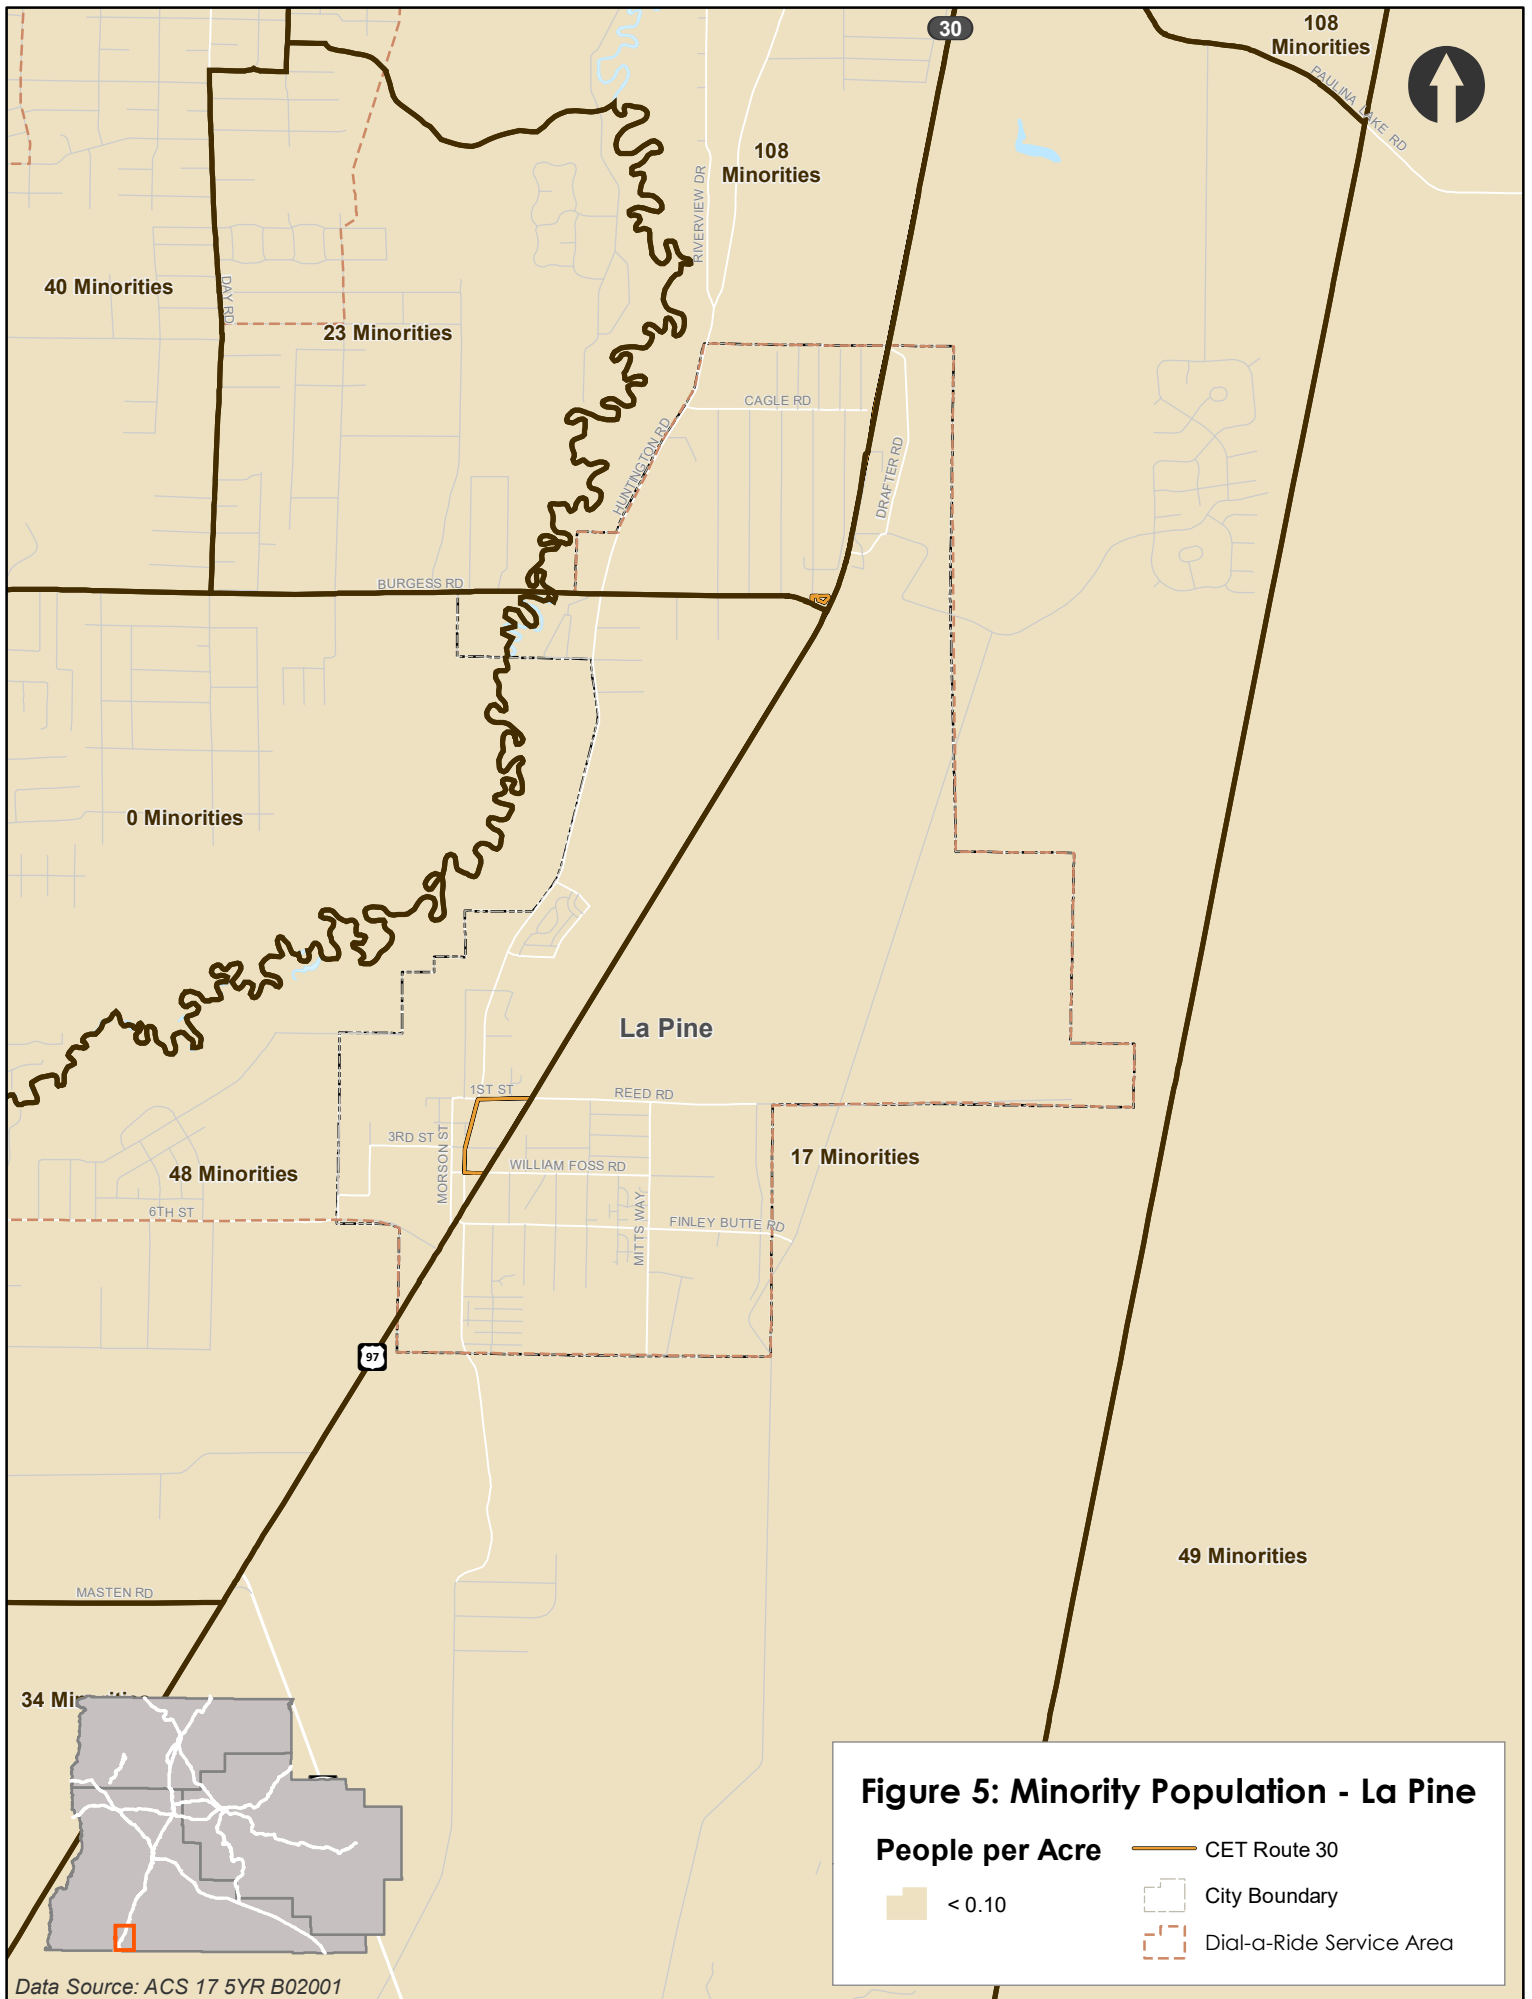 30
108
Minorities
PAULINA LAKE RD
108
Minorities
RIVERVIEW DR
40 Minorities
DAY RD
23 Minorities
CAGLE RD
HUNTINGTON RD
DRAFTER RD
BURGESS RD
0 Minorities
La Pine
1ST ST
REED RD
3RD ST
MORSON ST
17 Minorities
48 Minorities
WILLIAM FOSS RD
6TH ST
MITTS WAY
FINLEY BUTTE RD
97
49 Minorities
MASTEN RD
34 Minorities
Figure 5: Minority Population - La Pine
People per Acre
< 0.10
CET Route 30
City Boundary
Dial-a-Ride Service Area
Data Source: ACS 17 5YR B02001